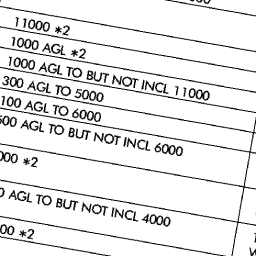 11000 *2
1000 AGL *2
1000 AGL TO BUT NOT INCL 11000
300 AGL TO 5000
100 AGL TO 6000
500 AGL TO BUT NOT INCL 6000
000 *2
0 AGL TO BUT NOT INCL 4000
00 *2